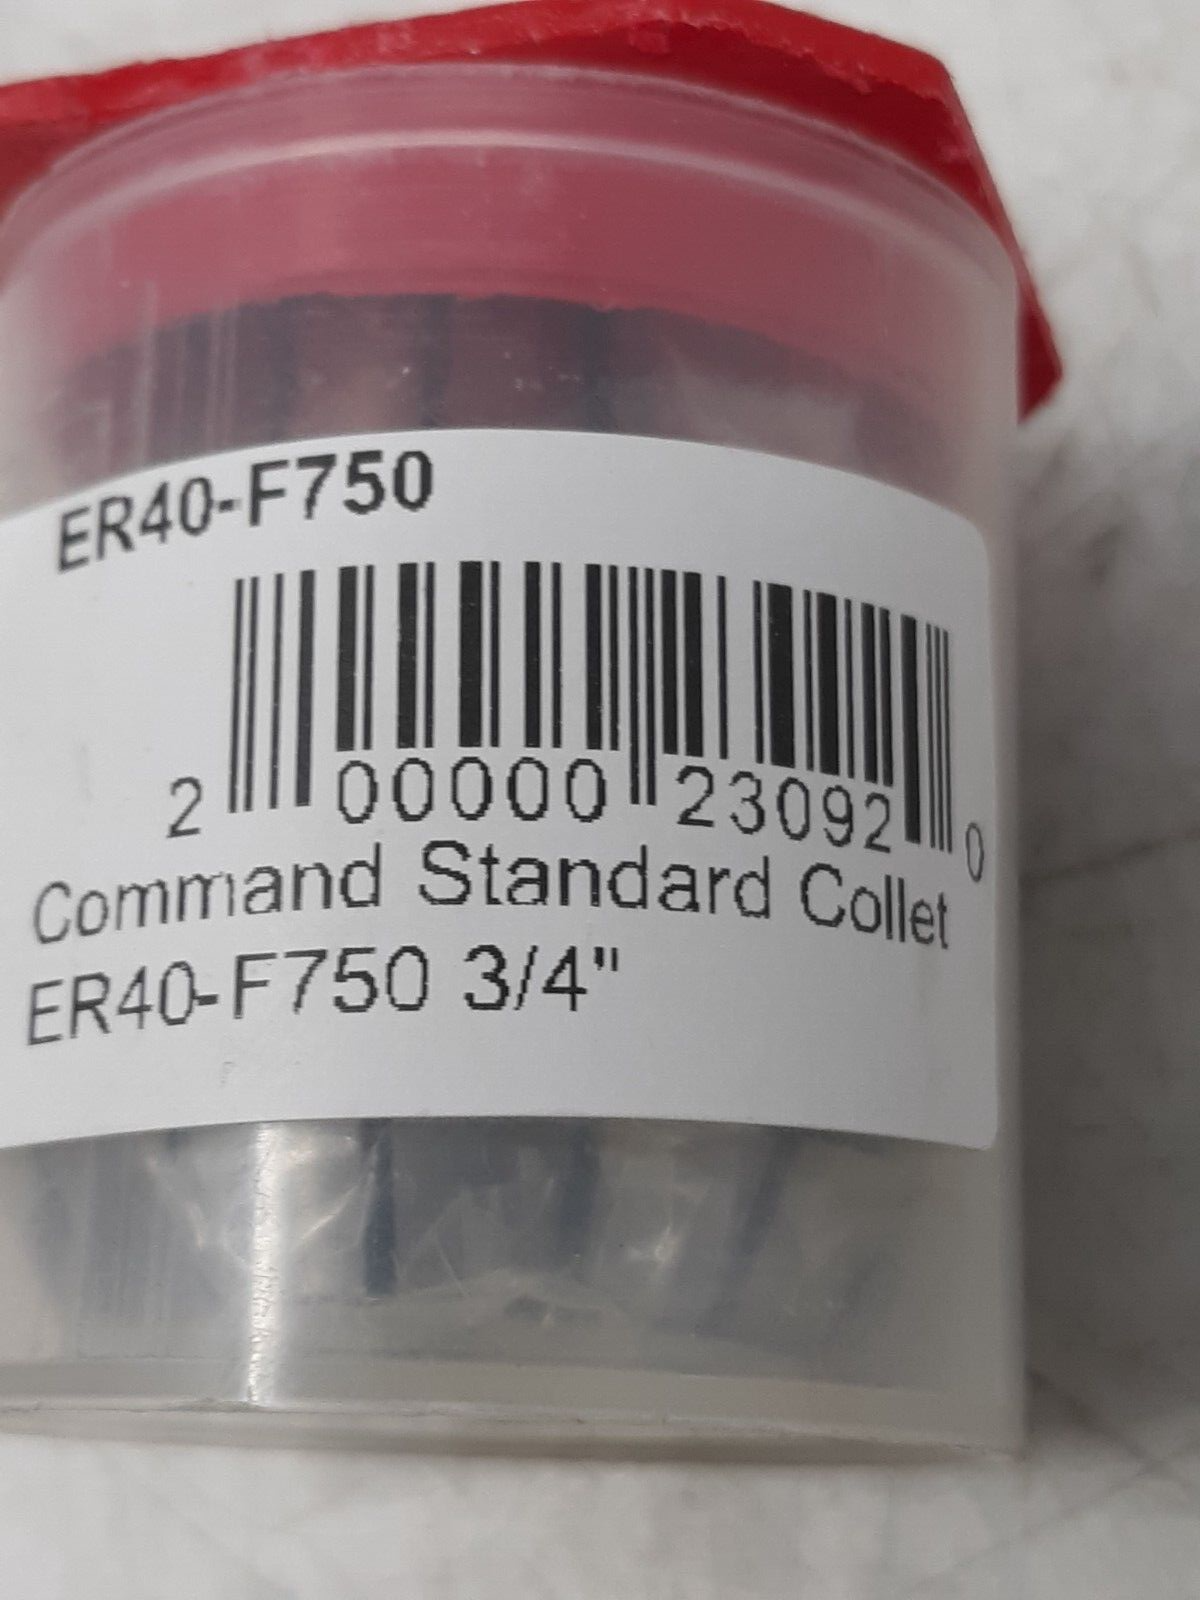 ER40-F750
2 00000 23092 0
Command Standard Collet
ER40-F750 3/4"